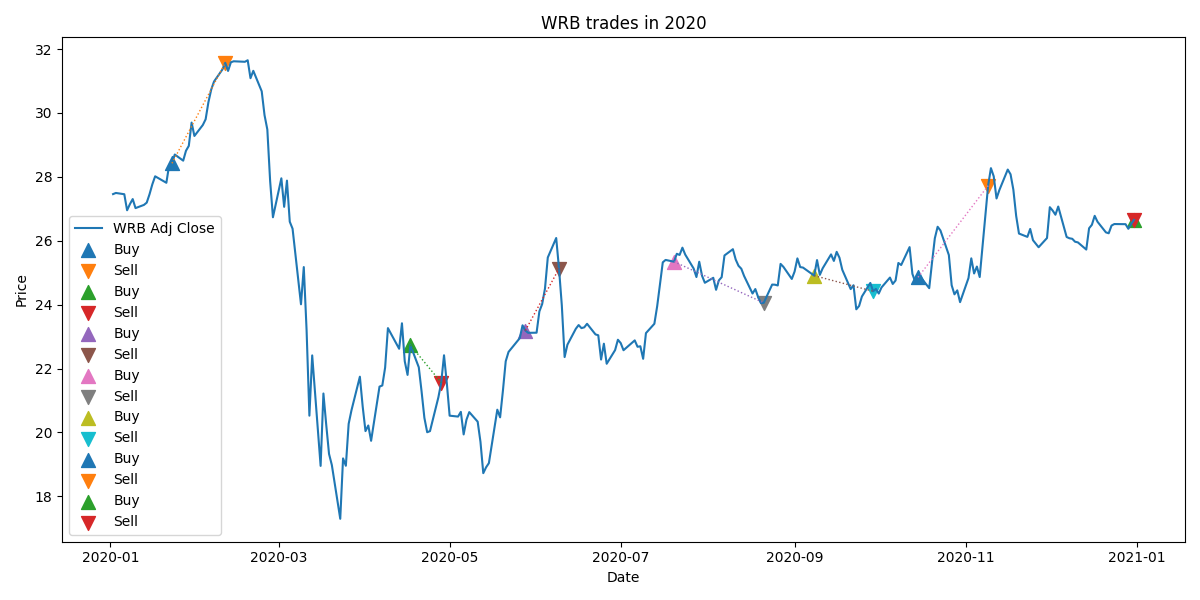 WRB trades in 2020
Price
32
30
28
26
24
22
20
18
WRB Adj Close
Buy
Sell
Buy
Sell
Buy
Sell
Buy
Sell
Buy
Sell
Buy
Sell
Buy
Sell
2020-01 2020-03 2020-05 2020-07 2020-09 2020-11 2021-01
Date